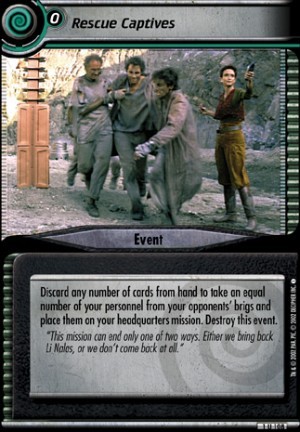 0 Rescue Captives
Event
Discard any number of cards from hand to take an equal
number of your personnel from your opponents' brigs and
place them on your headquarters mission. Destroy this event.
"This mission can end only one of two ways. Either we bring back
Li Nalas, or we don't come back at all."
1 U 168